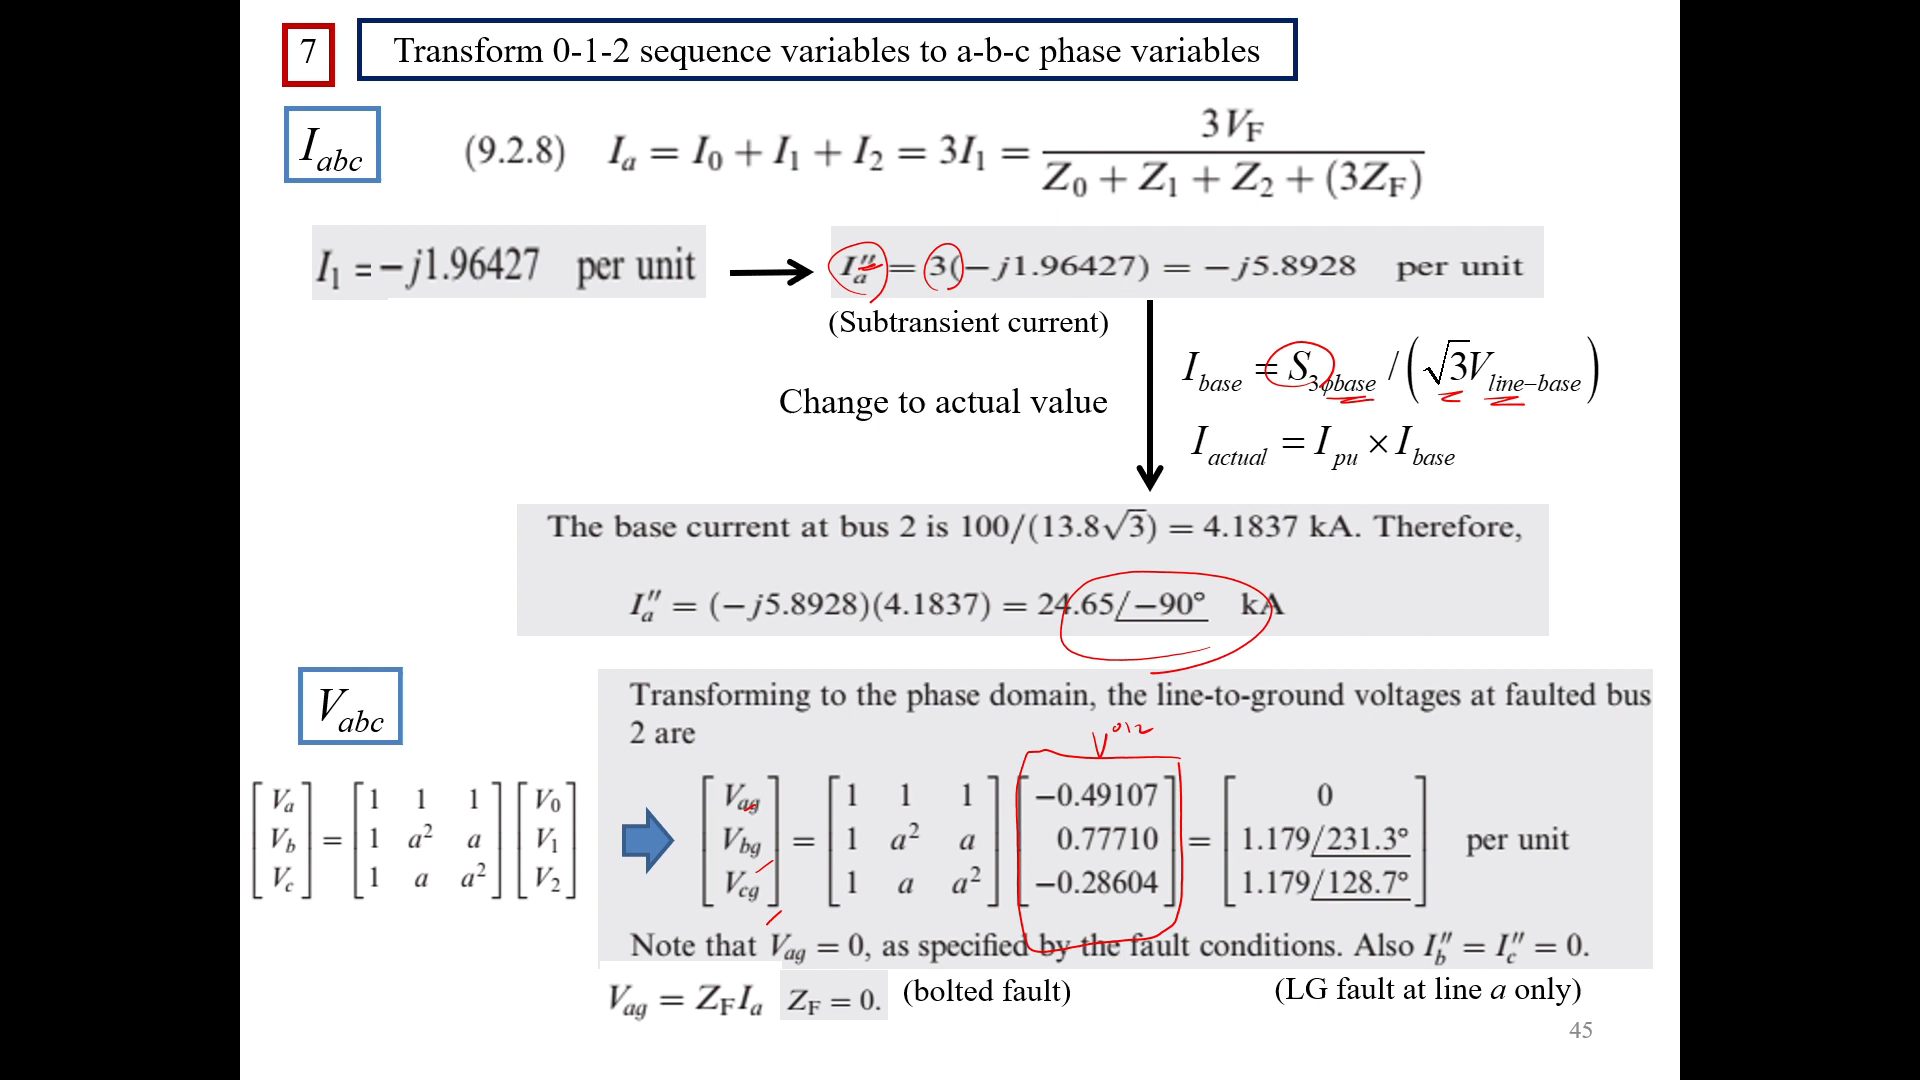 7 Transform 0-1-2 sequence variables to a-b-c phase variables
I_abc (9.2.8) I_a = I_0 + I_1 + I_2 = 3I_1 = 3V_F / (Z_0 + Z_1 + Z_2 + (3Z_F))
I_1 = −j1.96427 per unit → I″_a = 3(−j1.96427) = −j5.8928 per unit
(Subtransient current)
I_base = S_3ϕbase / (√3V_line−base)
Change to actual value
I_actual = I_pu × I_base
The base current at bus 2 is 100/(13.8√3) = 4.1837 kA. Therefore,
I″_a = (−j5.8928)(4.1837) = 24.65/−90° kA
V_abc
Transforming to the phase domain, the line-to-ground voltages at faulted bus
2 are
V^012
[V_a] = [1 1 1] [V_0] [V_ag] = [1 1 1] [−0.49107] = [0]
[V_b] = [1 a² a] [V_1] [V_bg] = [1 a² a] [0.77710] = [1.179/231.3°] per unit
[V_c] = [1 a a²] [V_2] [V_cg] = [1 a a²] [−0.28604] = [1.179/128.7°]
Note that V_ag = 0, as specified by the fault conditions. Also I″_b = I″_c = 0.
V_ag = Z_F I_a Z_F = 0. (bolted fault) (LG fault at line a only)
45